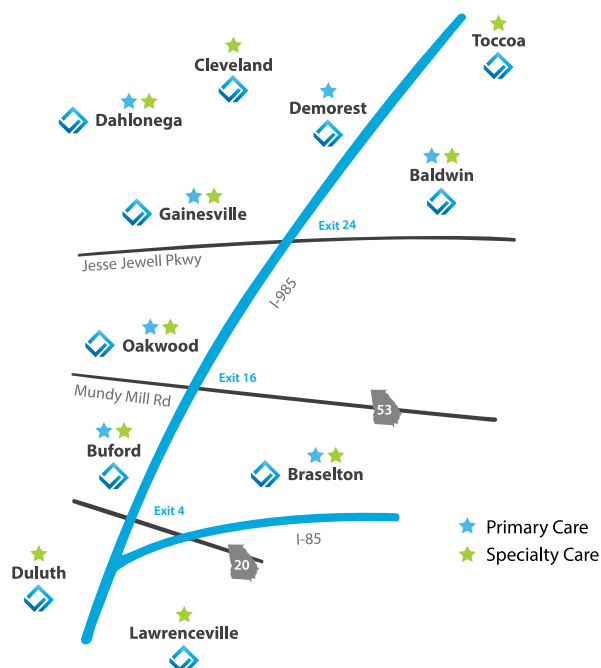 Toccoa
Cleveland
Demorest
Dahlonega
Baldwin
Gainesville
Exit 24
Jesse Jewell Pkwy
I-985
Oakwood
Exit 16
Mundy Mill Rd
53
Buford
Braselton
Exit 4
I-85
Primary Care
Specialty Care
20
Duluth
Lawrenceville